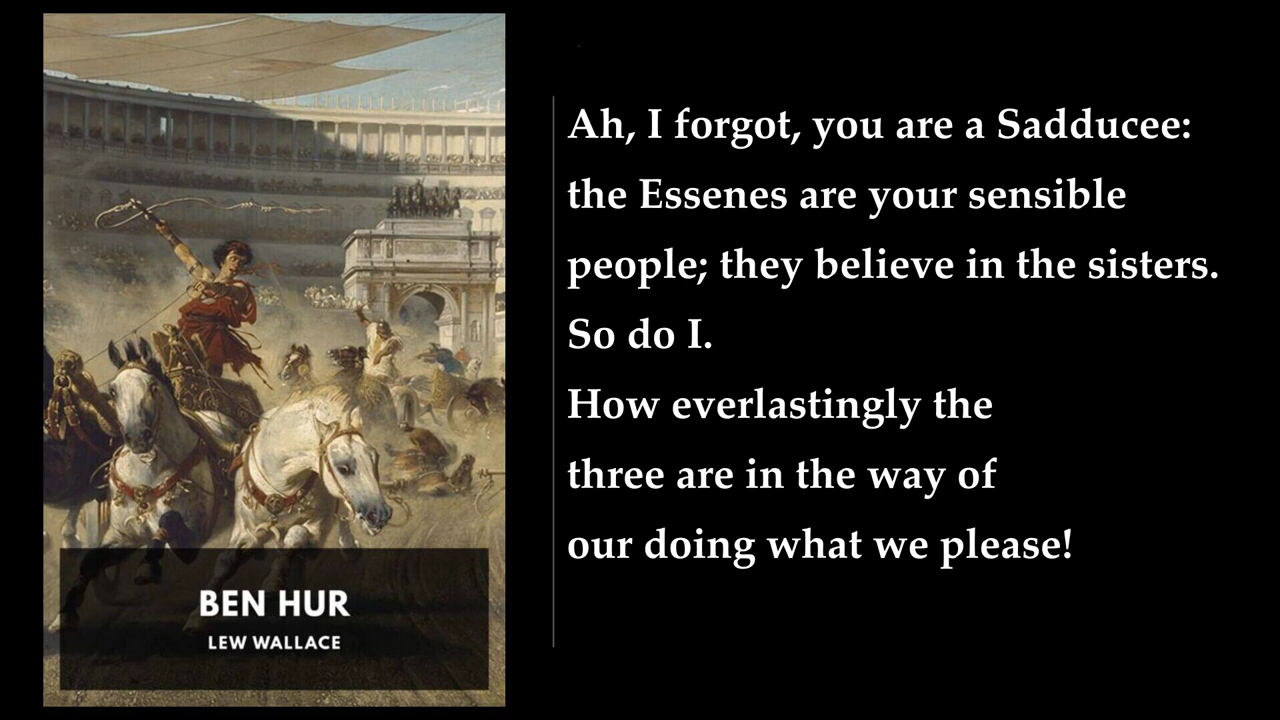 BEN HUR
LEW WALLACE
Ah, I forgot, you are a Sadducee:
the Essenes are your sensible
people; they believe in the sisters.
So do I.
How everlastingly the
three are in the way of
our doing what we please!